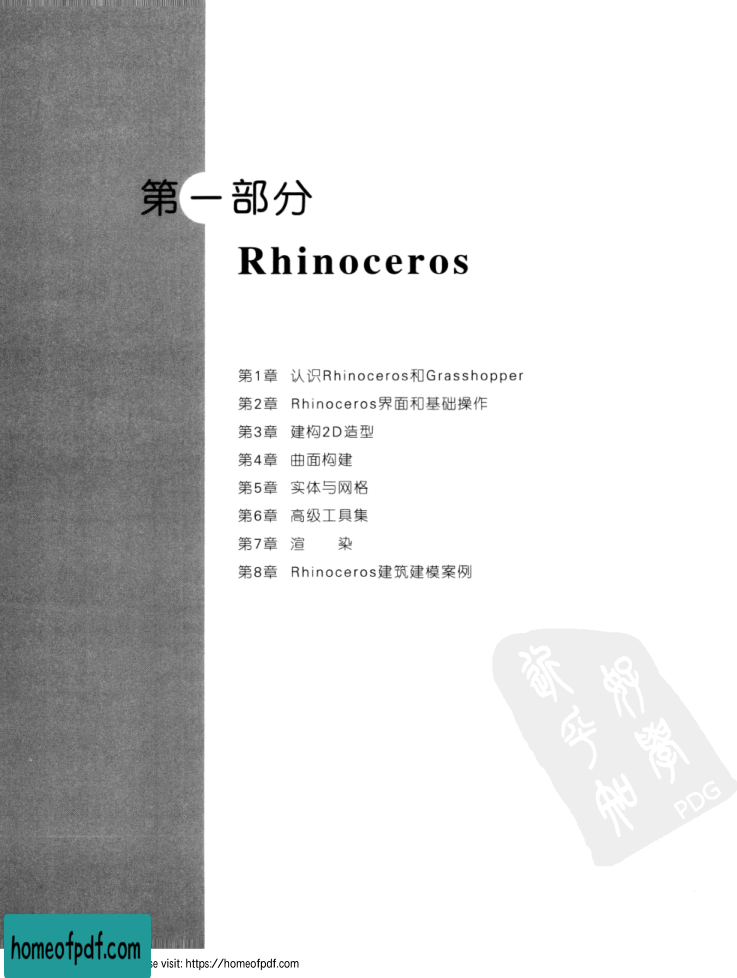 第一部分
Rhinoceros
第1章 认识Rhinoceros和Grasshopper
第2章 Rhinoceros界面和基础操作
第3章 建构2D造型
第4章 曲面构建
第5章 实体与网格
第6章 高级工具集
第7章 渲 染
第8章 Rhinoceros建筑建模案例
PDG
homeofpdf.com
visit: https://homeofpdf.com